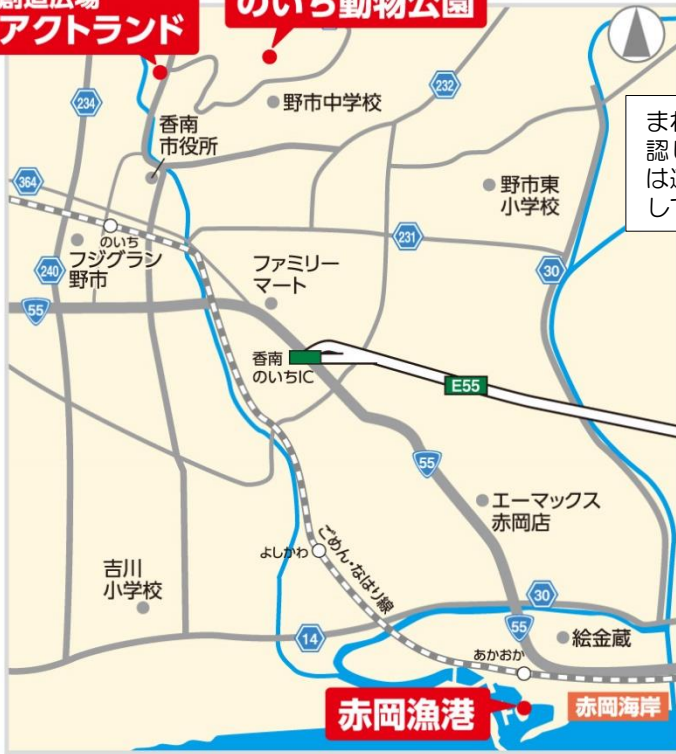 創造広場
アクトランド
のいち動物公園
234
232
野市中学校
香南
市役所
364
野市東
小学校
のいち
フジグラン
野市
240
231
ファミリー
マート
30
55
香南
のいちIC
E55
55
エーマックス
赤岡店
よしかわ
ごめん・なはり線
吉川
小学校
30
14
55
絵金蔵
あかおか
赤岡漁港
赤岡海岸